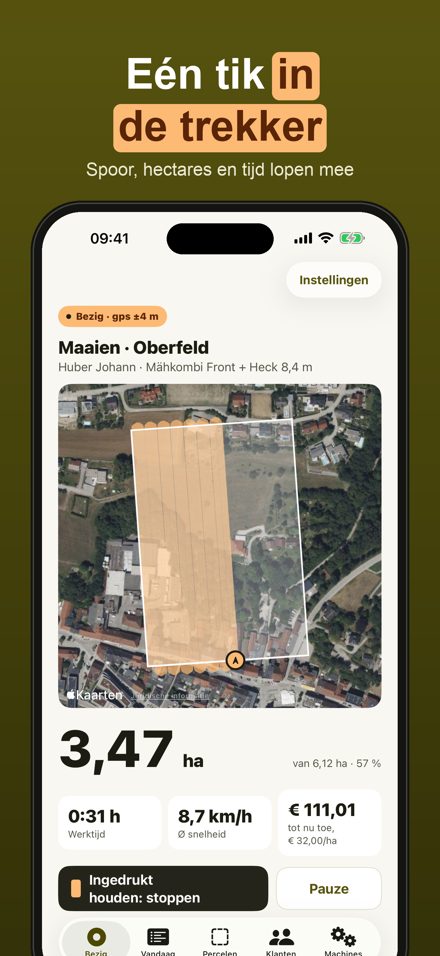 Eén tik in
de trekker
Spoor, hectares en tijd lopen mee
09:41
Instellingen
Bezig · gps ±4 m
Maaien · Oberfeld
Huber Johann · Mähkombi Front + Heck 8,4 m
Kaarten Juridische informatie
3,47 ha
van 6,12 ha · 57 %
0:31 h
Werktijd
8,7 km/h
Ø snelheid
€ 111,01
tot nu toe,
€ 32,00/ha
Ingedrukt
houden: stoppen
Pauze
Bezig
Vandaag
Percelen
Klanten
Machines